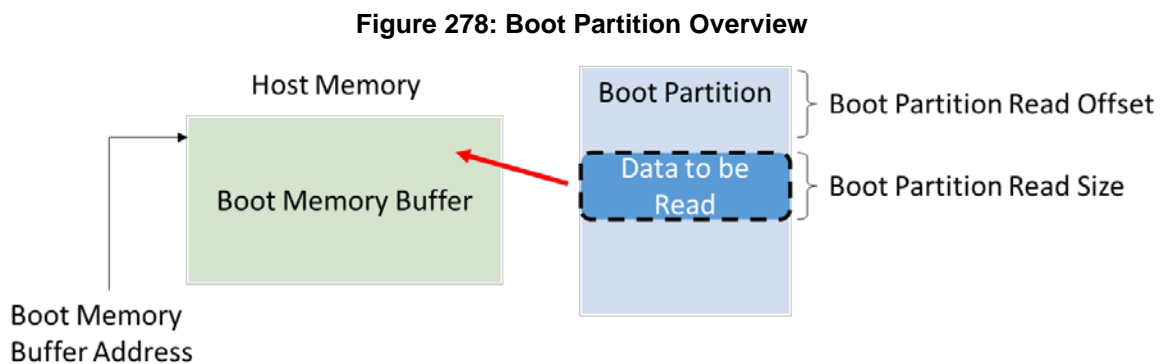 Figure 278: Boot Partition Overview
Host Memory
Boot Memory Buffer
Boot Memory
Buffer Address
Boot Partition
Data to be
Read
Boot Partition Read Offset
Boot Partition Read Size